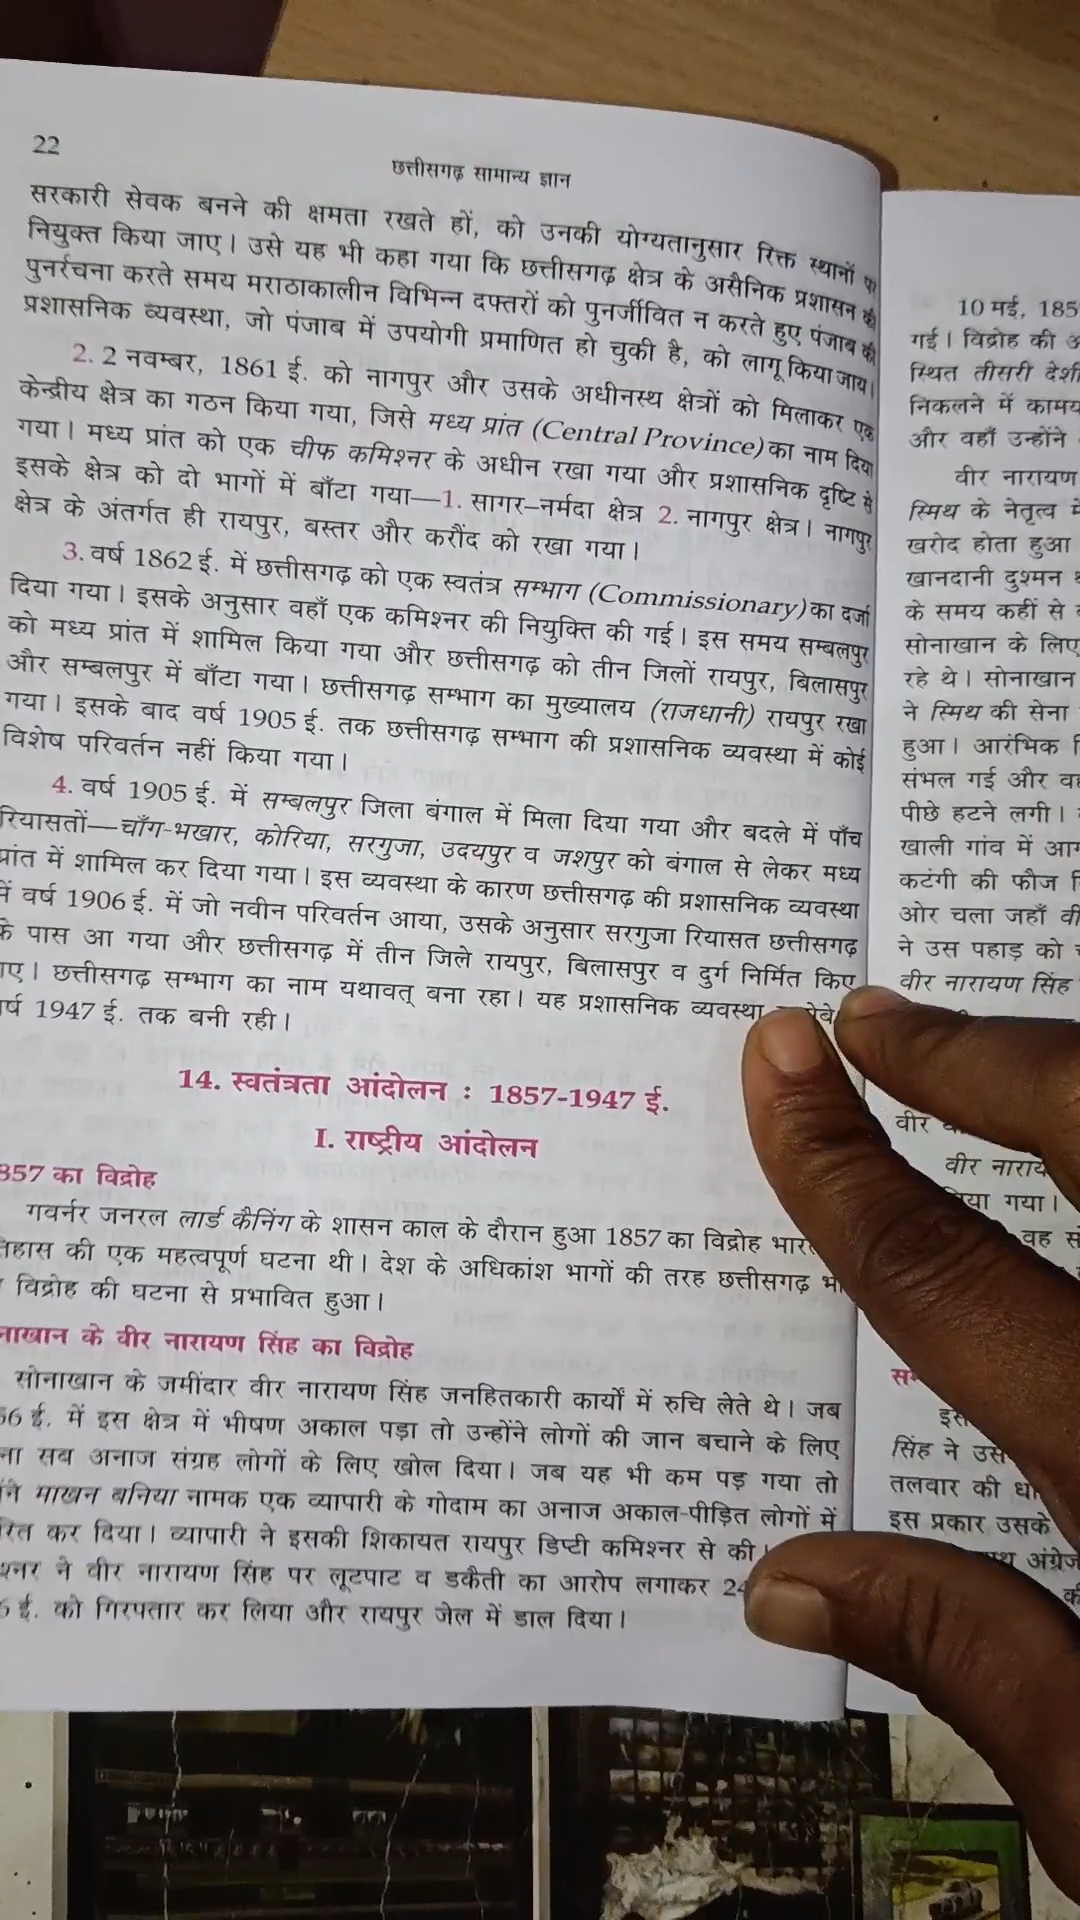 22
छत्तीसगढ़ सामान्य ज्ञान
सरकारी सेवक बनने की क्षमता रखते हों, को उनकी योग्यतानुसार रिक्त स्थानों
नियुक्त किया जाए। उसे यह भी कहा गया कि छत्तीसगढ़ क्षेत्र के असैनिक प्रशासन की
पुनर्रचना करते समय मराठाकालीन विभिन्न दफ्तरों को पुनर्जीवित न करते हुए पंजाब की
प्रशासनिक व्यवस्था, जो पंजाब में उपयोगी प्रमाणित हो चुकी है, को लागू किया जाय।
2. 2 नवम्बर, 1861 ई. को नागपुर और उसके अधीनस्थ क्षेत्रों को मिलाकर एक
केन्द्रीय क्षेत्र का गठन किया गया, जिसे मध्य प्रांत (Central Province) का नाम दिया
गया। मध्य प्रांत को एक चीफ कमिश्नर के अधीन रखा गया और प्रशासनिक दृष्टि से
इसके क्षेत्र को दो भागों में बाँटा गया—1. सागर–नर्मदा क्षेत्र 2. नागपुर क्षेत्र। नागपुर
क्षेत्र के अंतर्गत ही रायपुर, बस्तर और करौंद को रखा गया।
3. वर्ष 1862 ई. में छत्तीसगढ़ को एक स्वतंत्र सम्भाग (Commissionary) का दर्जा
दिया गया। इसके अनुसार वहाँ एक कमिश्नर की नियुक्ति की गई। इस समय सम्बलपुर
को मध्य प्रांत में शामिल किया गया और छत्तीसगढ़ को तीन जिलों रायपुर, बिलासपुर
और सम्बलपुर में बाँटा गया। छत्तीसगढ़ सम्भाग का मुख्यालय (राजधानी) रायपुर रखा
गया। इसके बाद वर्ष 1905 ई. तक छत्तीसगढ़ सम्भाग की प्रशासनिक व्यवस्था में कोई
विशेष परिवर्तन नहीं किया गया।
4. वर्ष 1905 ई. में सम्बलपुर जिला बंगाल में मिला दिया गया और बदले में पाँच
रियासतों—चाँग-भखार, कोरिया, सरगुजा, उदयपुर व जशपुर को बंगाल से लेकर मध्य
प्रांत में शामिल कर दिया गया। इस व्यवस्था के कारण छत्तीसगढ़ की प्रशासनिक व्यवस्था
में वर्ष 1906 ई. में जो नवीन परिवर्तन आया, उसके अनुसार सरगुजा रियासत छत्तीसगढ़
के पास आ गया और छत्तीसगढ़ में तीन जिले रायपुर, बिलासपुर व दुर्ग निर्मित किए
गए। छत्तीसगढ़ सम्भाग का नाम यथावत् बना रहा। यह प्रशासनिक व्यवस्था
वर्ष 1947 ई. तक बनी रही।
14. स्वतंत्रता आंदोलन : 1857-1947 ई.
I. राष्ट्रीय आंदोलन
857 का विद्रोह
गवर्नर जनरल लार्ड कैनिंग के शासन काल के दौरान हुआ 1857 का विद्रोह
की एक महत्वपूर्ण घटना थी। देश के अधिकांश भागों की तरह छत्तीसगढ़
विद्रोह की घटना से प्रभावित हुआ।
नाखान के वीर नारायण सिंह का विद्रोह
सोनाखान के जमींदार वीर नारायण सिंह जनहितकारी कार्यों में रुचि लेते थे। जब
56 ई. में इस क्षेत्र में भीषण अकाल पड़ा तो उन्होंने लोगों की जान बचाने के लिए
ना सब अनाज संग्रह लोगों के लिए खोल दिया। जब यह भी कम पड़ गया तो
ने माखन बनिया नामक एक व्यापारी के गोदाम का अनाज अकाल-पीड़ित लोगों में
रित कर दिया। व्यापारी ने इसकी शिकायत रायपुर डिप्टी कमिश्नर से की
श्नर ने वीर नारायण सिंह पर लूटपाट व डकैती का आरोप लगाकर 24
ई. को गिरफ्तार कर लिया और रायपुर जेल में डाल दिया।
10 मई, 185
गई। विद्रोह की
स्थित तीसरी देशी
निकलने में कामय
और वहाँ उन्होंने
वीर नारायण
स्मिथ के नेतृत्व में
खरोद होता हुआ
खानदानी दुश्मन
के समय कहीं से
सोनाखान के लिए
रहे थे। सोनाखान
ने स्मिथ की सेना
हुआ। आरंभिक
संभल गई और वह
पीछे हटने लगी।
खाली गांव में आग
कटंगी की फौज
ओर चला जहाँ वी
ने उस पहाड़ को
वीर नारायण सिंह
वीर
वीर नाराय
गया।
वह
इस
सिंह ने उस
तलवार की
इस प्रकार उसके
अंग्रेज